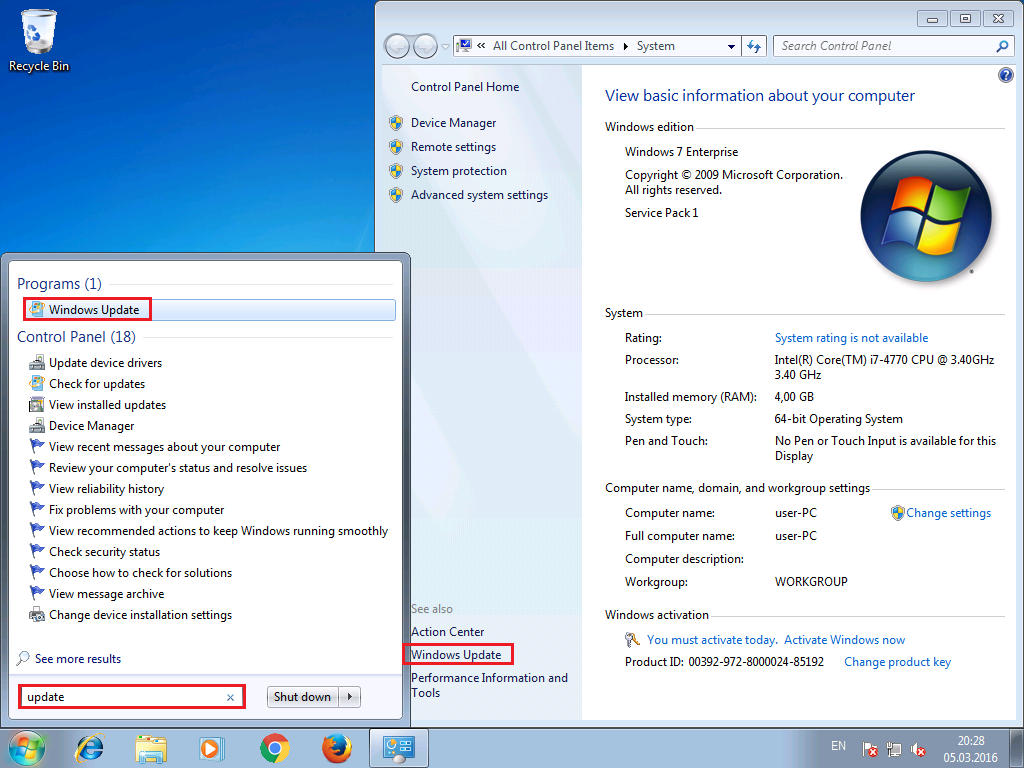 Recycle Bin
« All Control Panel Items ▸ System
Search Control Panel
Control Panel Home
Device Manager
Remote settings
System protection
Advanced system settings
See also
Action Center
Windows Update
Performance Information and
Tools
View basic information about your computer
Windows edition
Windows 7 Enterprise
Copyright © 2009 Microsoft Corporation.
All rights reserved.
Service Pack 1
System
Rating: System rating is not available
Processor: Intel(R) Core(TM) i7-4770 CPU @ 3.40GHz
3.40 GHz
Installed memory (RAM): 4,00 GB
System type: 64-bit Operating System
Pen and Touch: No Pen or Touch Input is available for this
Display
Computer name, domain, and workgroup settings
Computer name: user-PC Change settings
Full computer name: user-PC
Computer description:
Workgroup: WORKGROUP
Windows activation
You must activate today. Activate Windows now
Product ID: 00392-972-8000024-85192 Change product key
Programs (1)
Windows Update
Control Panel (18)
Update device drivers
Check for updates
View installed updates
Device Manager
View recent messages about your computer
Review your computer's status and resolve issues
View reliability history
Fix problems with your computer
View recommended actions to keep Windows running smoothly
Check security status
Choose how to check for solutions
View message archive
Change device installation settings
See more results
update
Shut down
EN
20:28
05.03.2016